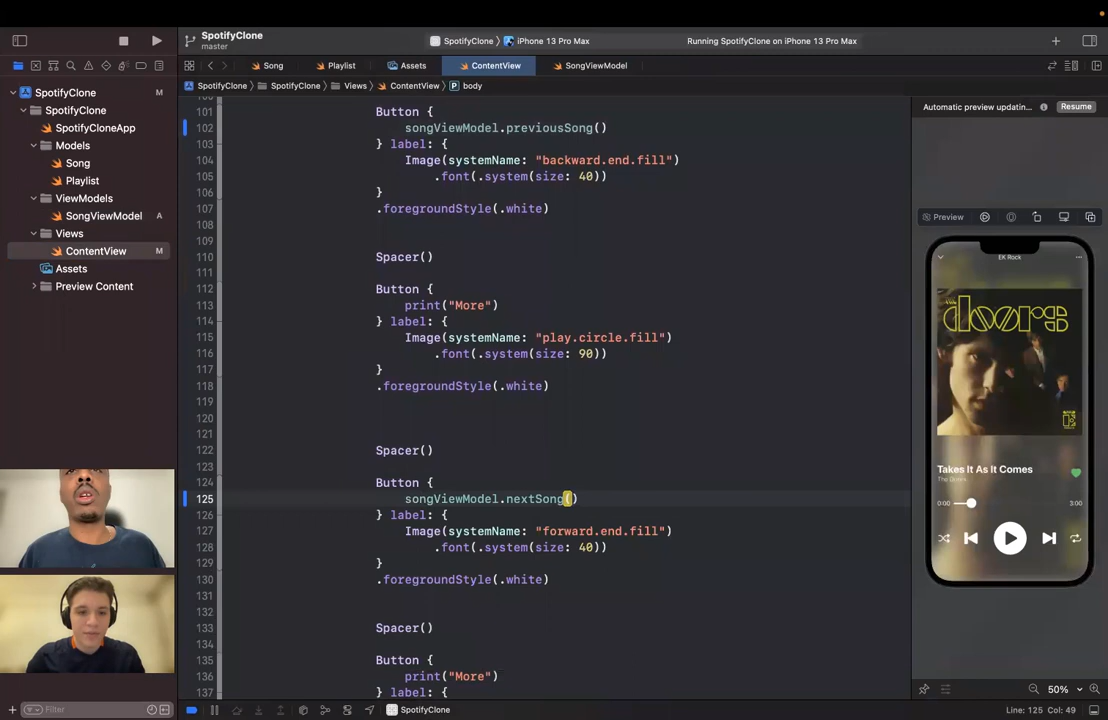 SpotifyClone
master
SpotifyClone
iPhone 13 Pro Max
Running SpotifyClone on iPhone 13 Pro Max
Song
Playlist
Assets
ContentView
SongViewModel
SpotifyClone
SpotifyClone
Views
ContentView
P body
SpotifyClone M
SpotifyClone
SpotifyCloneApp
Models
Song
Playlist
ViewModels
SongViewModel A
Views
ContentView M
Assets
Preview Content
Filter
101 Button {
102 songViewModel.previousSong()
103 } label: {
104 Image(systemName: "backward.end.fill")
105 .font(.system(size: 40))
106 }
107 .foregroundStyle(.white)
108
109
110 Spacer()
111
112 Button {
113 print("More")
114 } label: {
115 Image(systemName: "play.circle.fill")
116 .font(.system(size: 90))
117 }
118 .foregroundStyle(.white)
119
120
121
122 Spacer()
123
124 Button {
125 songViewModel.nextSong()
126 } label: {
127 Image(systemName: "forward.end.fill")
128 .font(.system(size: 40))
129 }
130 .foregroundStyle(.white)
131
132
133 Spacer()
134
135 Button {
136 print("More")
137 } label: {
Automatic preview updatin...
Resume
Preview
EK Rock
the doors
Takes It As It Comes
The Doors
0:00
3:00
50%
SpotifyClone
Line: 125 Col: 49